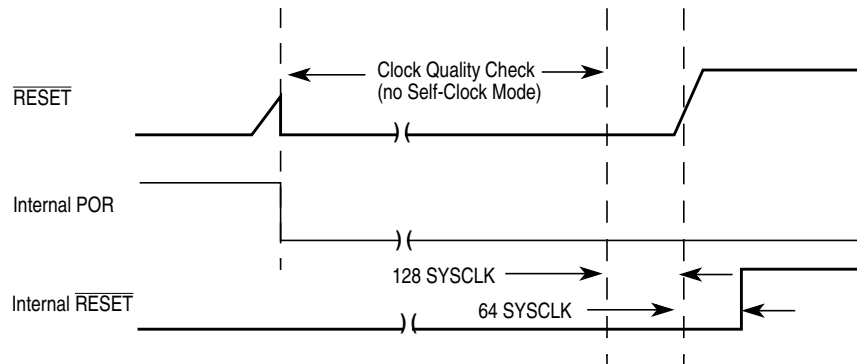 Clock Quality Check
(no Self-Clock Mode)
RESET
Internal POR
128 SYSCLK
Internal RESET
64 SYSCLK